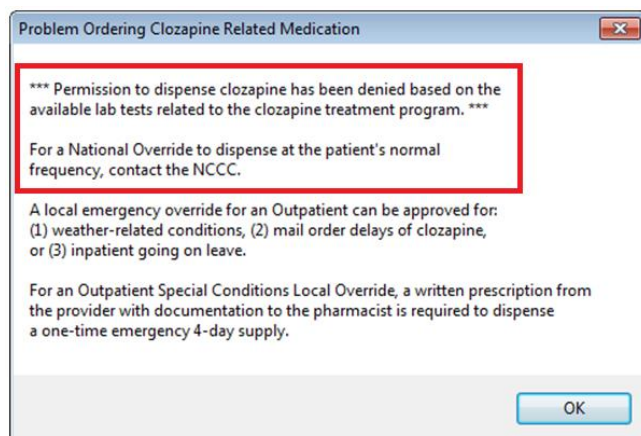 Problem Ordering Clozapine Related Medication
*** Permission to dispense clozapine has been denied based on the
available lab tests related to the clozapine treatment program. ***
For a National Override to dispense at the patient's normal
frequency, contact the NCCC.
A local emergency override for an Outpatient can be approved for:
(1) weather-related conditions, (2) mail order delays of clozapine,
or (3) inpatient going on leave.
For an Outpatient Special Conditions Local Override, a written prescription from
the provider with documentation to the pharmacist is required to dispense
a one-time emergency 4-day supply.
OK